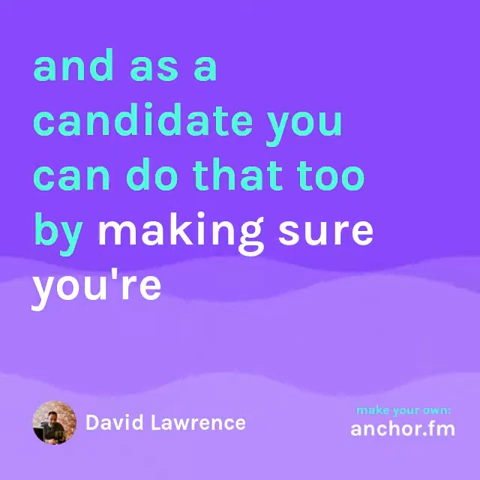 and as a
candidate you
can do that too
by making sure
you're
David Lawrence
make your own:
anchor.fm